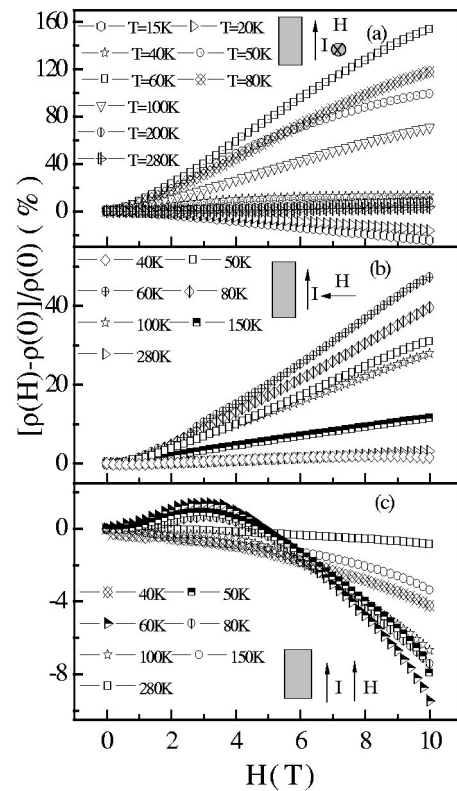 [ρ(H)-ρ(0)]/ρ(0) ( % )
160
120
80
40
0
(a)
H
I
T=15K T=20K
T=40K T=50K
T=60K T=80K
T=100K
T=200K
T=280K
40
20
0
(b)
H
I
40K 50K
60K 80K
100K 150K
280K
0
-4
-8
(c)
40K 50K
60K 80K
100K 150K
280K
I H
0 2 4 6 8 10
H(T)